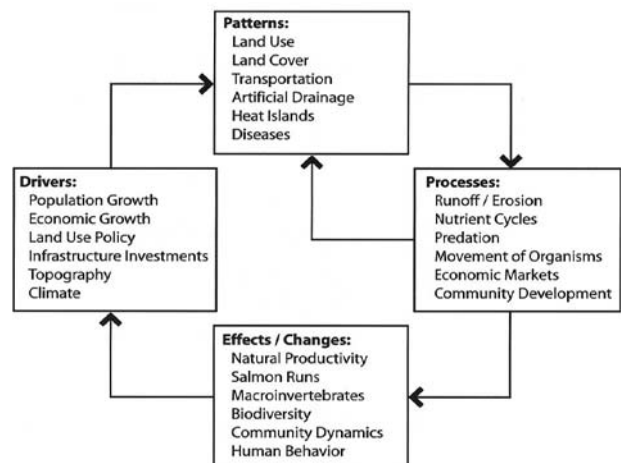 Patterns:
Land Use
Land Cover
Transportation
Artificial Drainage
Heat Islands
Diseases
Drivers:
Population Growth
Economic Growth
Land Use Policy
Infrastructure Investments
Topography
Climate
Processes:
Runoff / Erosion
Nutrient Cycles
Predation
Movement of Organisms
Economic Markets
Community Development
Effects / Changes:
Natural Productivity
Salmon Runs
Macroinvertebrates
Biodiversity
Community Dynamics
Human Behavior